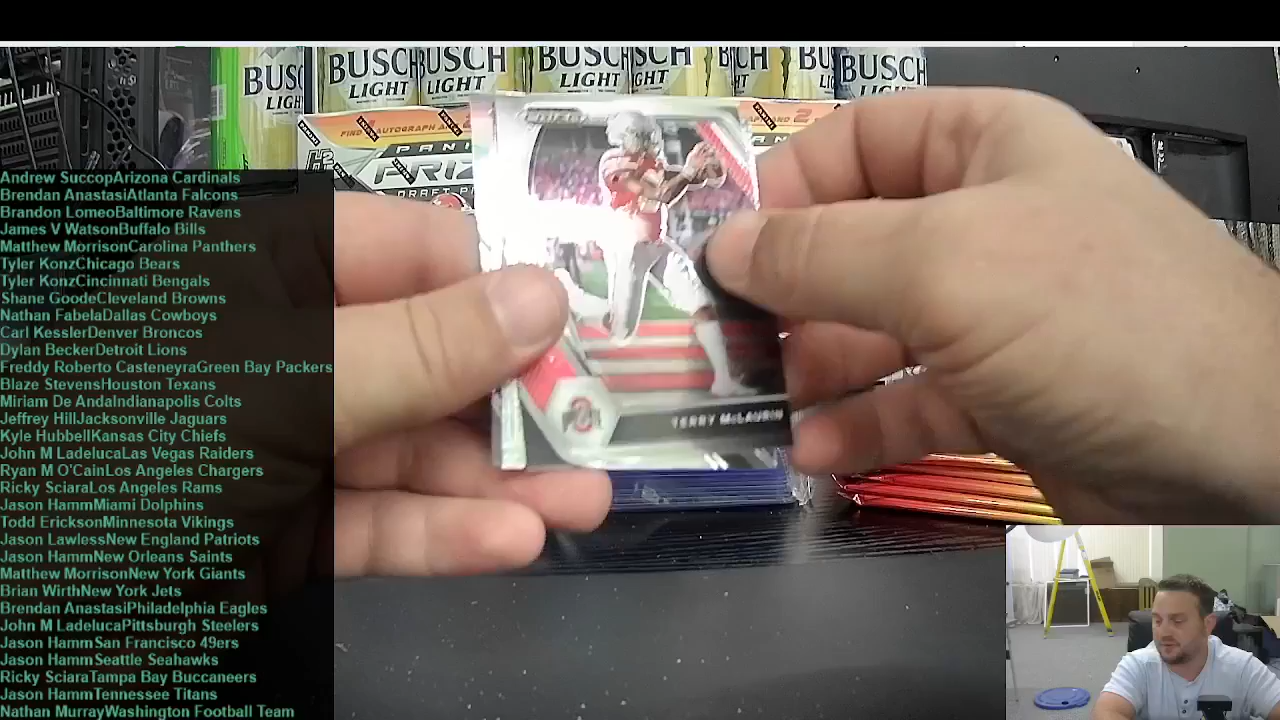 BUSCH BUSCH BUSCH BUSCH
LIGHT LIGHT LIGHT
FIND 1 AUTOGRAPH AND 2
PANINI
PRIZM
TERRY McLAURIN
Andrew SuccopArizona Cardinals
Brendan AnastasiAtlanta Falcons
Brandon LomeoBaltimore Ravens
James V WatsonBuffalo Bills
Matthew MorrisonCarolina Panthers
Tyler KonzChicago Bears
Tyler KonzCincinnati Bengals
Shane GoodeCleveland Browns
Nathan FabelaDallas Cowboys
Carl KesslerDenver Broncos
Dylan BeckerDetroit Lions
Freddy Roberto CasteneyraGreen Bay Packers
Blaze StevensHouston Texans
Miriam De AndaIndianapolis Colts
Jeffrey HillJacksonville Jaguars
Kyle HubbellKansas City Chiefs
John M LadelucaLas Vegas Raiders
Ryan M O'CainLos Angeles Chargers
Ricky SciaraLos Angeles Rams
Jason HammMiami Dolphins
Todd EricksonMinnesota Vikings
Jason LawlessNew England Patriots
Jason HammNew Orleans Saints
Matthew MorrisonNew York Giants
Brian WirthNew York Jets
Brendan AnastasiPhiladelphia Eagles
John M LadelucaPittsburgh Steelers
Jason HammSan Francisco 49ers
Jason HammSeattle Seahawks
Ricky SciaraTampa Bay Buccaneers
Jason HammTennessee Titans
Nathan MurrayWashington Football Team